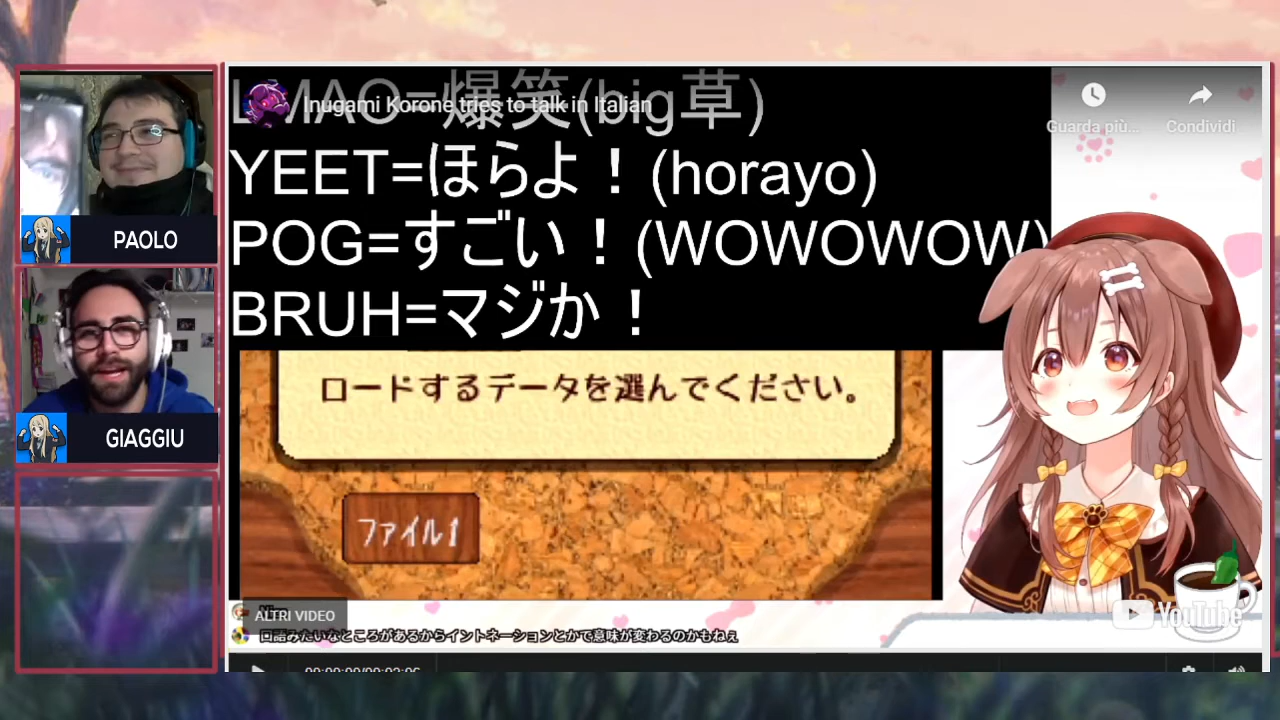 LMAO=爆笑(big草)
Inugami Korone tries to talk in Italian
Guarda più...
Condividi
YEET=ほらよ！(horayo)
POG=すごい！(WOWOWOW)
BRUH=マジか！
PAOLO
GIAGGIU
ロードするデータを選んでください。
ファイル1
ALTRI VIDEO
口語みたいなところがあるからイントネーションとかで意味が変わるのかもねぇ
YouTube